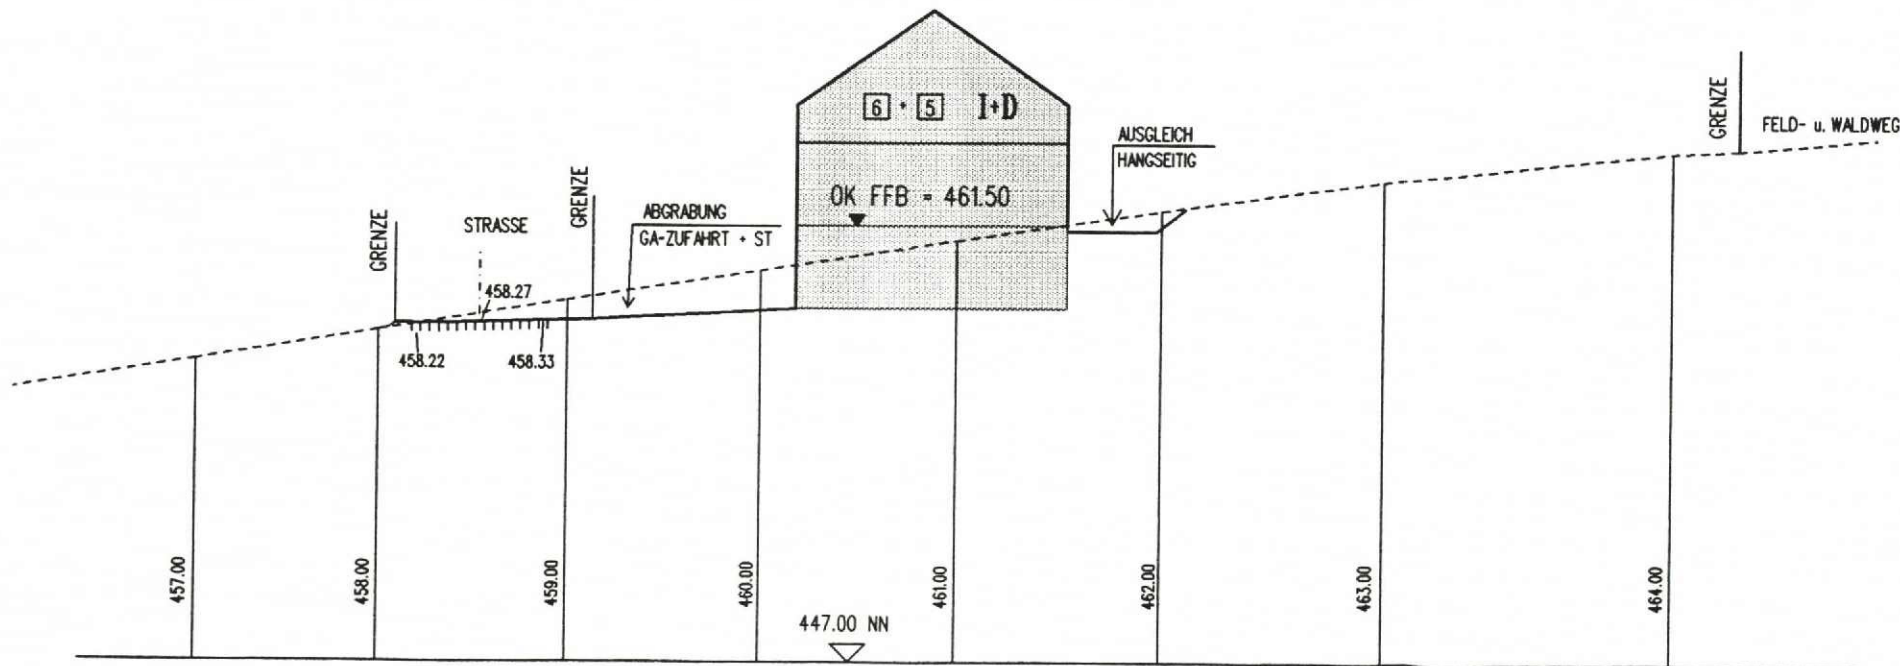 6 + 5 I+D
OK FFB = 461.50
GRENZE
FELD- u. WALDWEG
AUSGLEICH
HANGSEITIG
GRENZE
STRASSE
GRENZE
ABGRABUNG
GA-ZUFAHRT + ST
458.27
458.22
458.33
457.00
458.00
459.00
460.00
461.00
462.00
463.00
464.00
447.00 NN